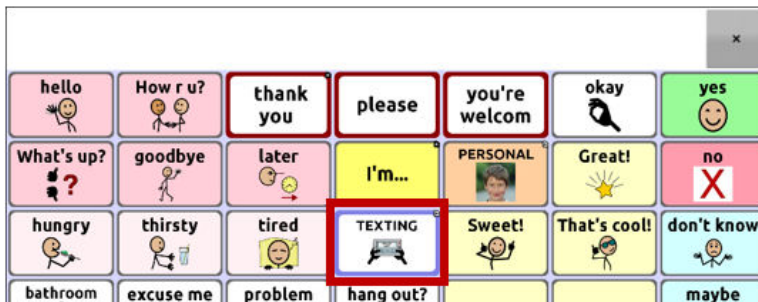 ×
hello How r u? thank you please you're welcom okay yes
What's up? goodbye later I'm... PERSONAL Great! no
?
X
hungry thirsty tired TEXTING Sweet! That's cool! don't know
bathroom excuse me problem hang out? maybe